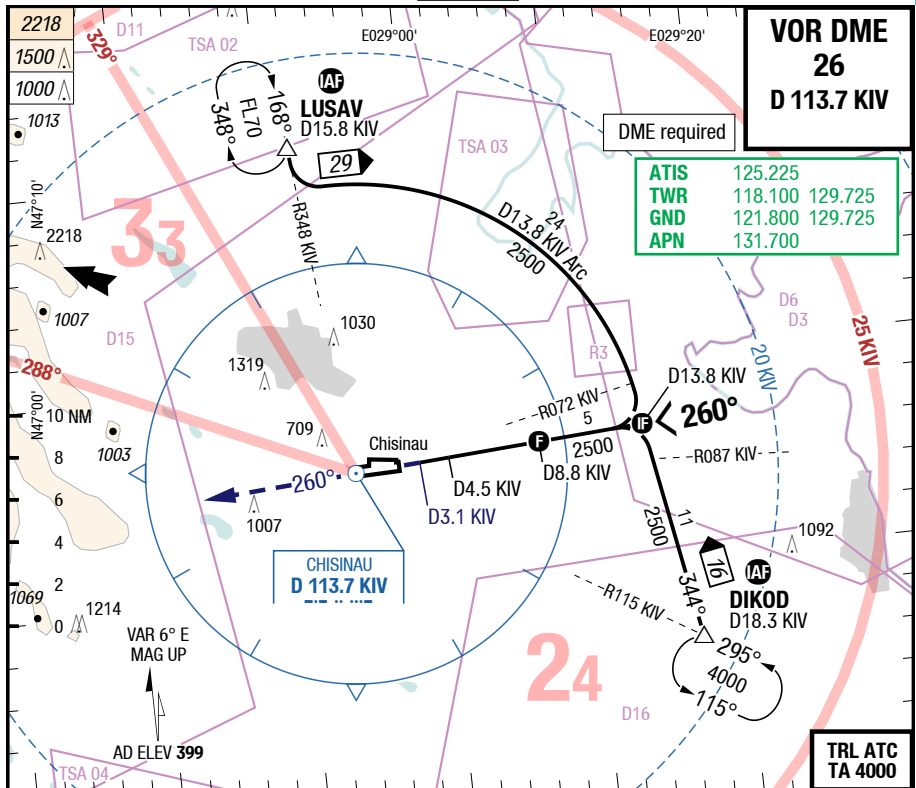 2218
1500
1000
1013
D11
329°
TSA 02
E029°00'
E029°20'
VOR DME
26
D 113.7 KIV
IAF
LUSAV
D15.8 KIV
FL70
168°
348°
29
TSA 03
DME required
ATIS 125.225
TWR 118.100 129.725
GND 121.800 129.725
APN 131.700
N47°10'
2218
33
R348 KIV
24
D13.8 KIV Arc
2500
1007
D15
1030
1319
R3
D6
D3
25 KIV
20 KIV
288°
N47°00'
10 NM
8
6
4
2
0
1003
709
Chisinau
R072 KIV
5
2500
D13.8 KIV
IF
260°
F
D8.8 KIV
R087 KIV
D4.5 KIV
D3.1 KIV
260°
1007
CHISINAU
D 113.7 KIV
2500
11
1092
16
344°
IAF
DIKOD
D18.3 KIV
R115 KIV
295°
4000
115°
1069
1214
VAR 6° E
MAG UP
AD ELEV 399
24
D16
TSA 04
TRL ATC
TA 4000